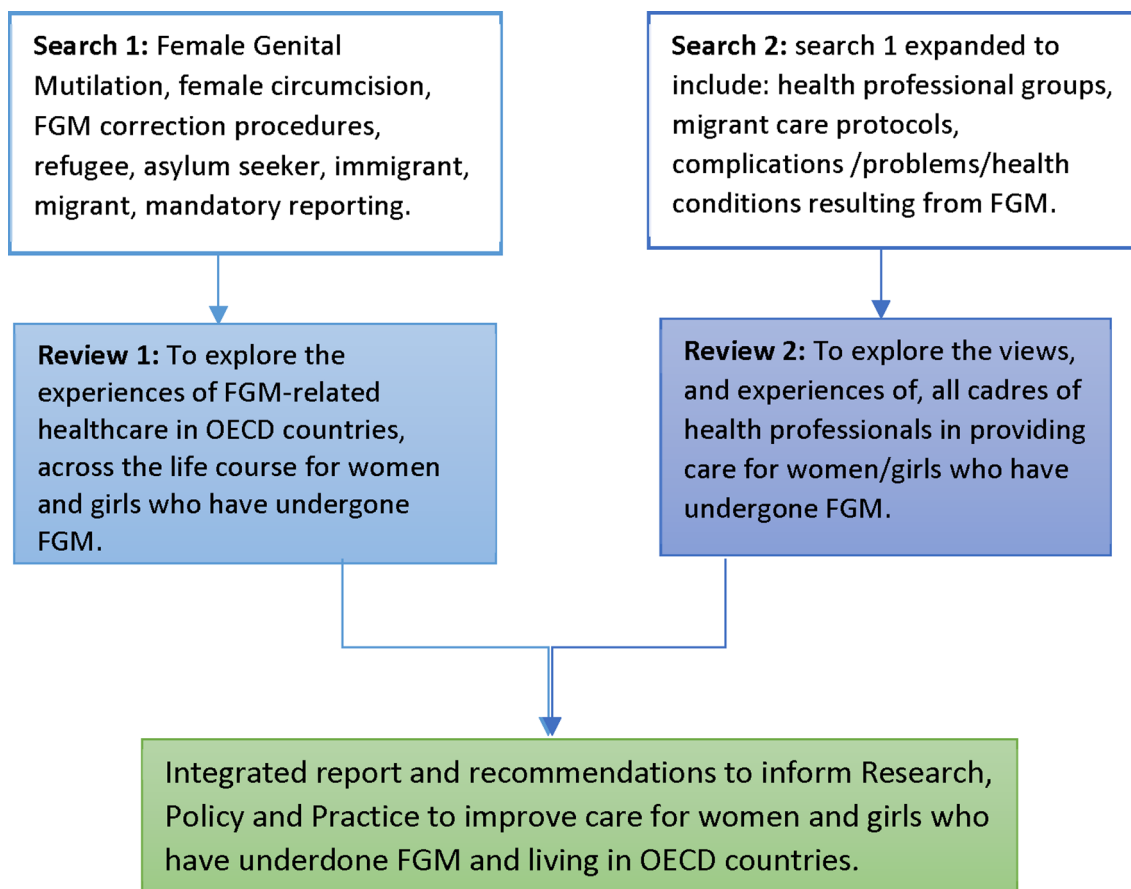 Search 1: Female Genital
Mutilation, female circumcision,
FGM correction procedures,
refugee, asylum seeker, immigrant,
migrant, mandatory reporting.
Search 2: search 1 expanded to
include: health professional groups,
migrant care protocols,
complications /problems/health
conditions resulting from FGM.
Review 1: To explore the
experiences of FGM-related
healthcare in OECD countries,
across the life course for women
and girls who have undergone
FGM.
Review 2: To explore the views,
and experiences of, all cadres of
health professionals in providing
care for women/girls who have
undergone FGM.
Integrated report and recommendations to inform Research,
Policy and Practice to improve care for women and girls who
have underdone FGM and living in OECD countries.